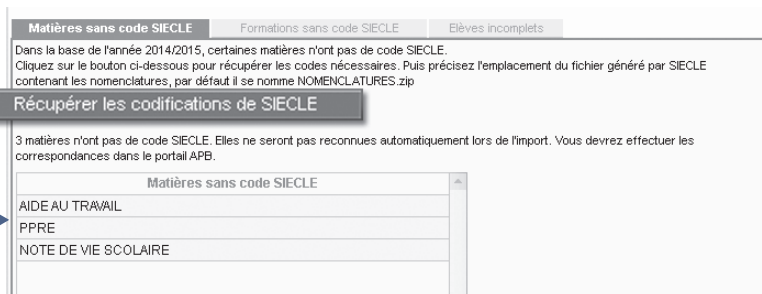 Matières sans code SIECLE Formations sans code SIECLE Elèves incomplets
Dans la base de l'année 2014/2015, certaines matières n'ont pas de code SIECLE.
Cliquez sur le bouton ci-dessous pour récupérer les codes nécessaires. Puis précisez l'emplacement du fichier généré par SIECLE
contenant les nomenclatures, par défaut il se nomme NOMENCLATURES.zip
Récupérer les codifications de SIECLE
3 matières n'ont pas de code SIECLE. Elles ne seront pas reconnues automatiquement lors de l'import. Vous devrez effectuer les
correspondances dans le portail APB.
Matières sans code SIECLE
AIDE AU TRAVAIL
PPRE
NOTE DE VIE SCOLAIRE